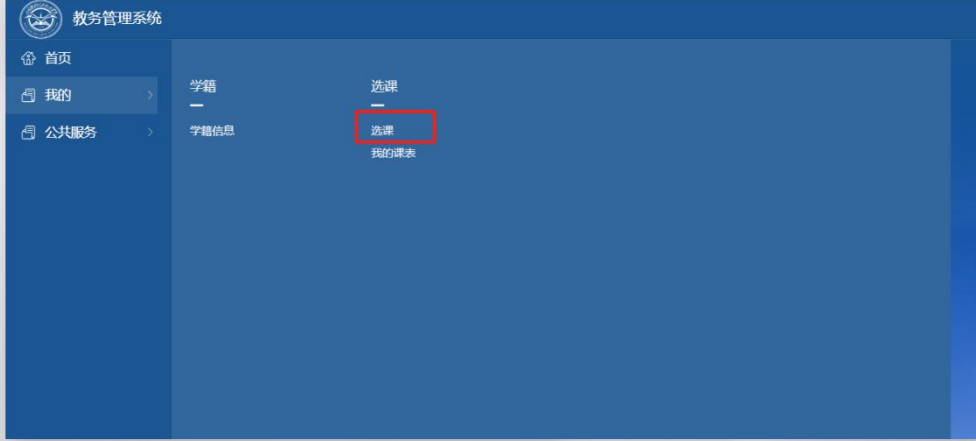 教务管理系统
首页
我的
公共服务
学籍
学籍信息
选课
选课
我的课表